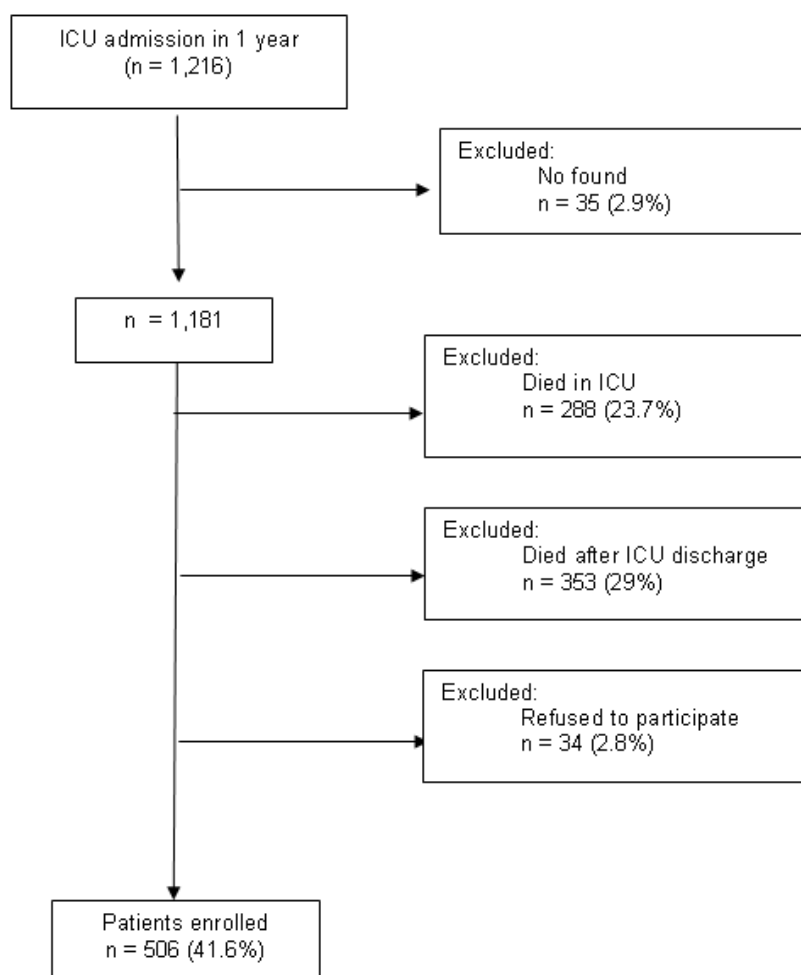 ICU admission in 1 year
(n = 1,216)
Excluded:
No found
n = 35 (2.9%)
n = 1,181
Excluded:
Died in ICU
n = 288 (23.7%)
Excluded:
Died after ICU discharge
n = 353 (29%)
Excluded:
Refused to participate
n = 34 (2.8%)
Patients enrolled
n = 506 (41.6%)